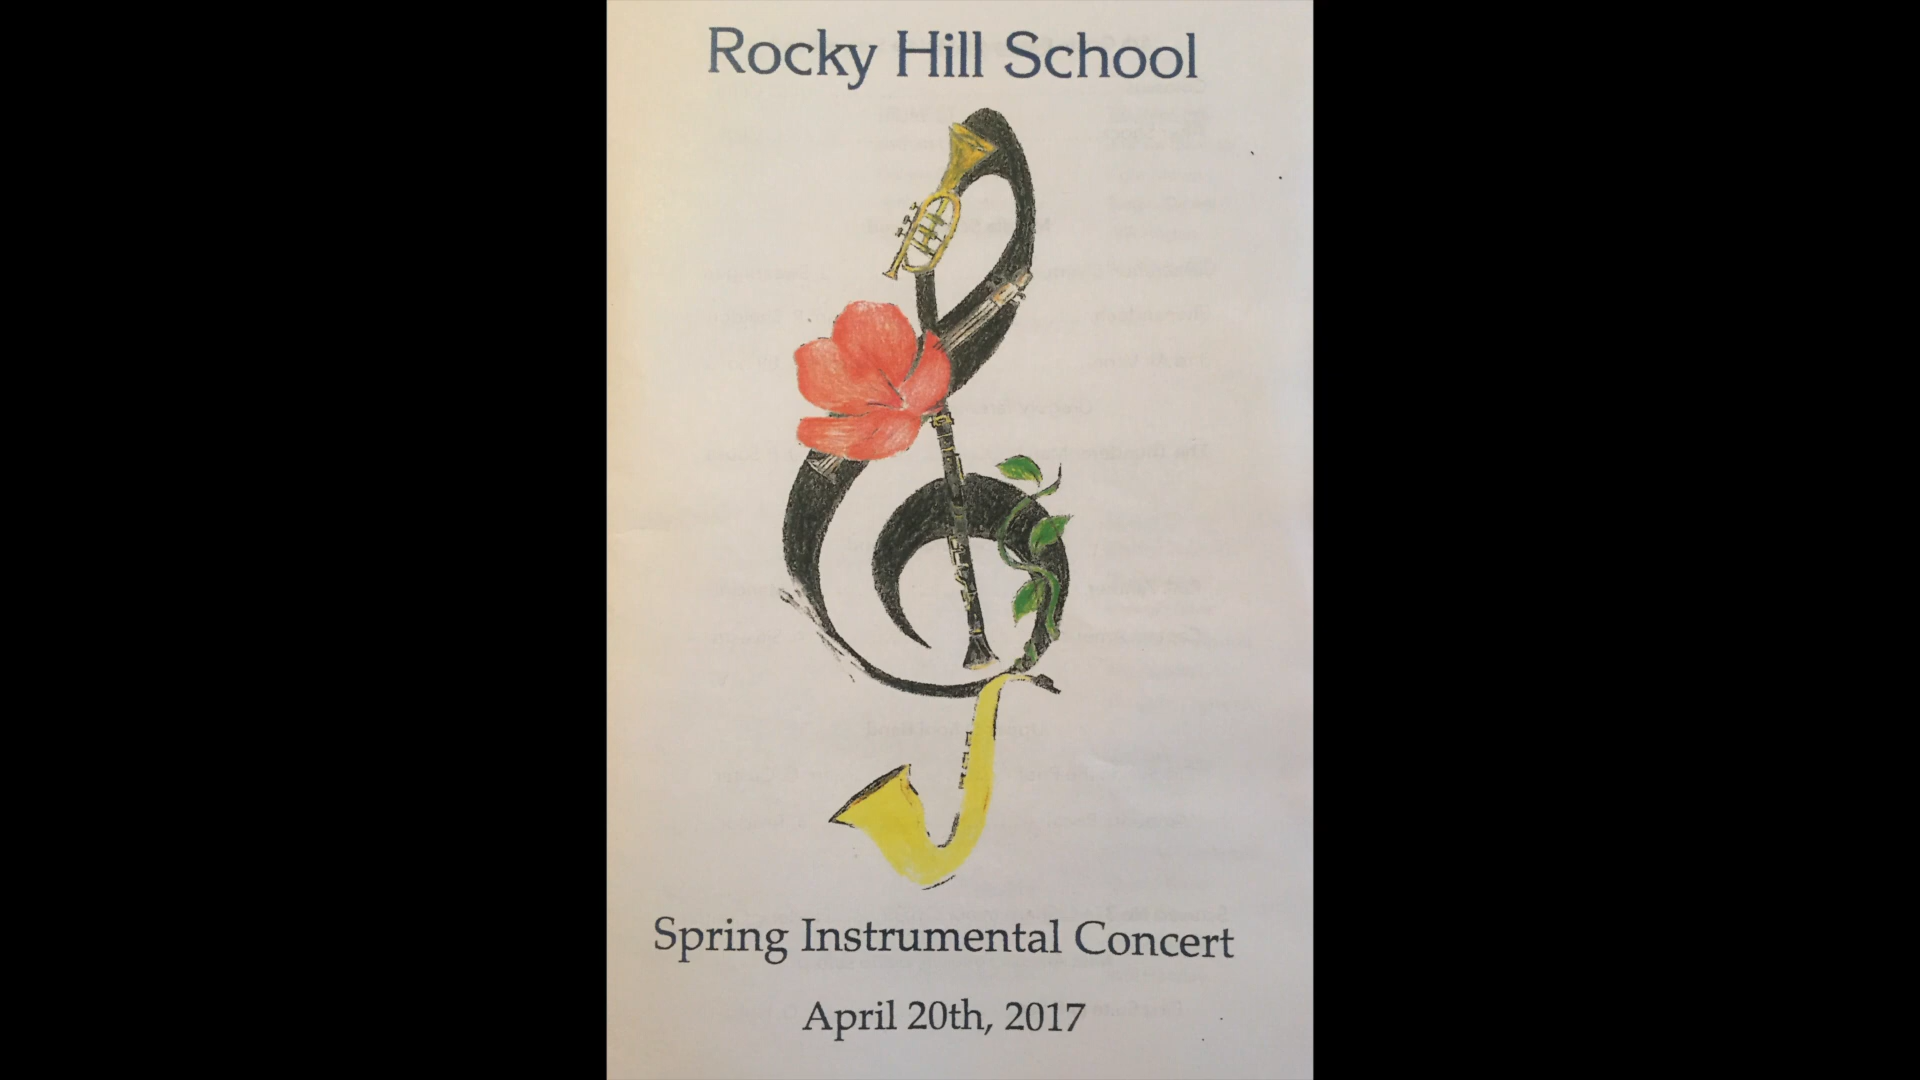 Rocky Hill School
Spring Instrumental Concert
April 20th, 2017